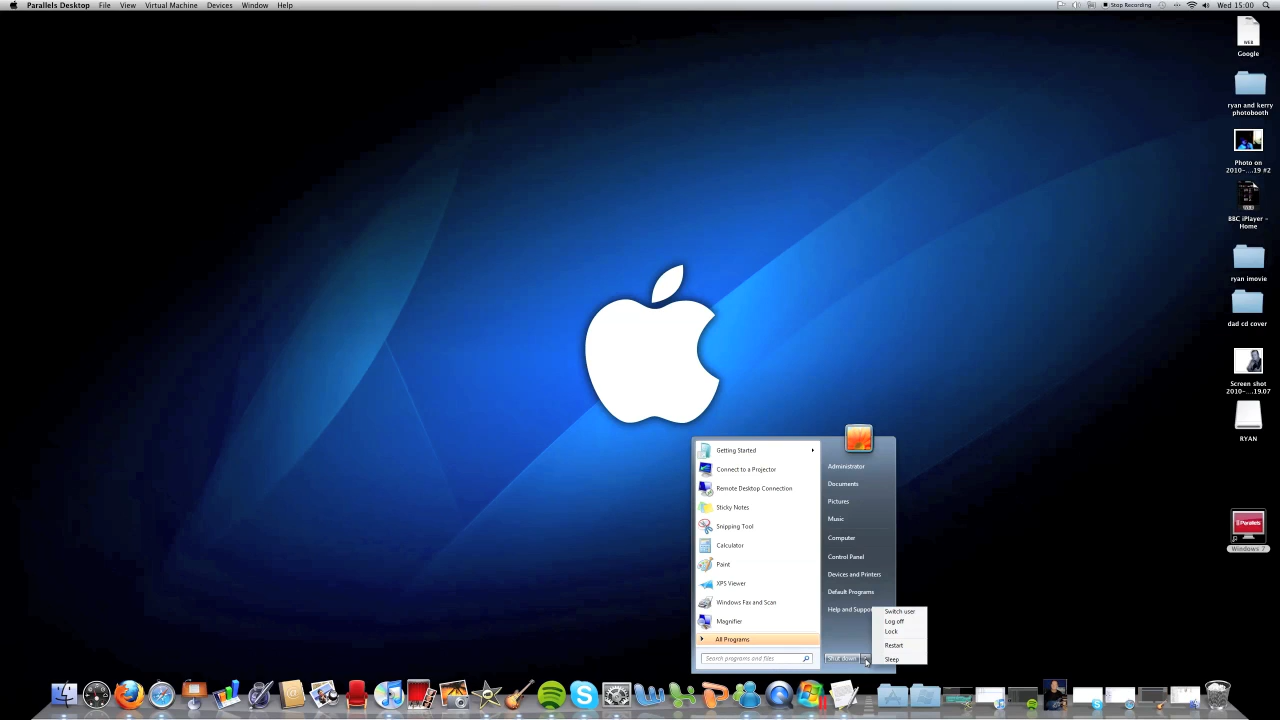 Parallels Desktop File View Virtual Machine Devices Window Help
Stop Recording
Wed 15:00
Google
ryan and kerry
photobooth
Photo on
2010-....19 #2
BBC iPlayer -
Home
ryan imovie
dad cd cover
Screen shot
2010-....19.07
RYAN
Parallels
Windows 7
Getting Started
Connect to a Projector
Remote Desktop Connection
Sticky Notes
Snipping Tool
Calculator
Paint
XPS Viewer
Windows Fax and Scan
Magnifier
All Programs
Search programs and files
Administrator
Documents
Pictures
Music
Computer
Control Panel
Devices and Printers
Default Programs
Help and Suppo
Shut down
Switch user
Log off
Lock
Restart
Sleep